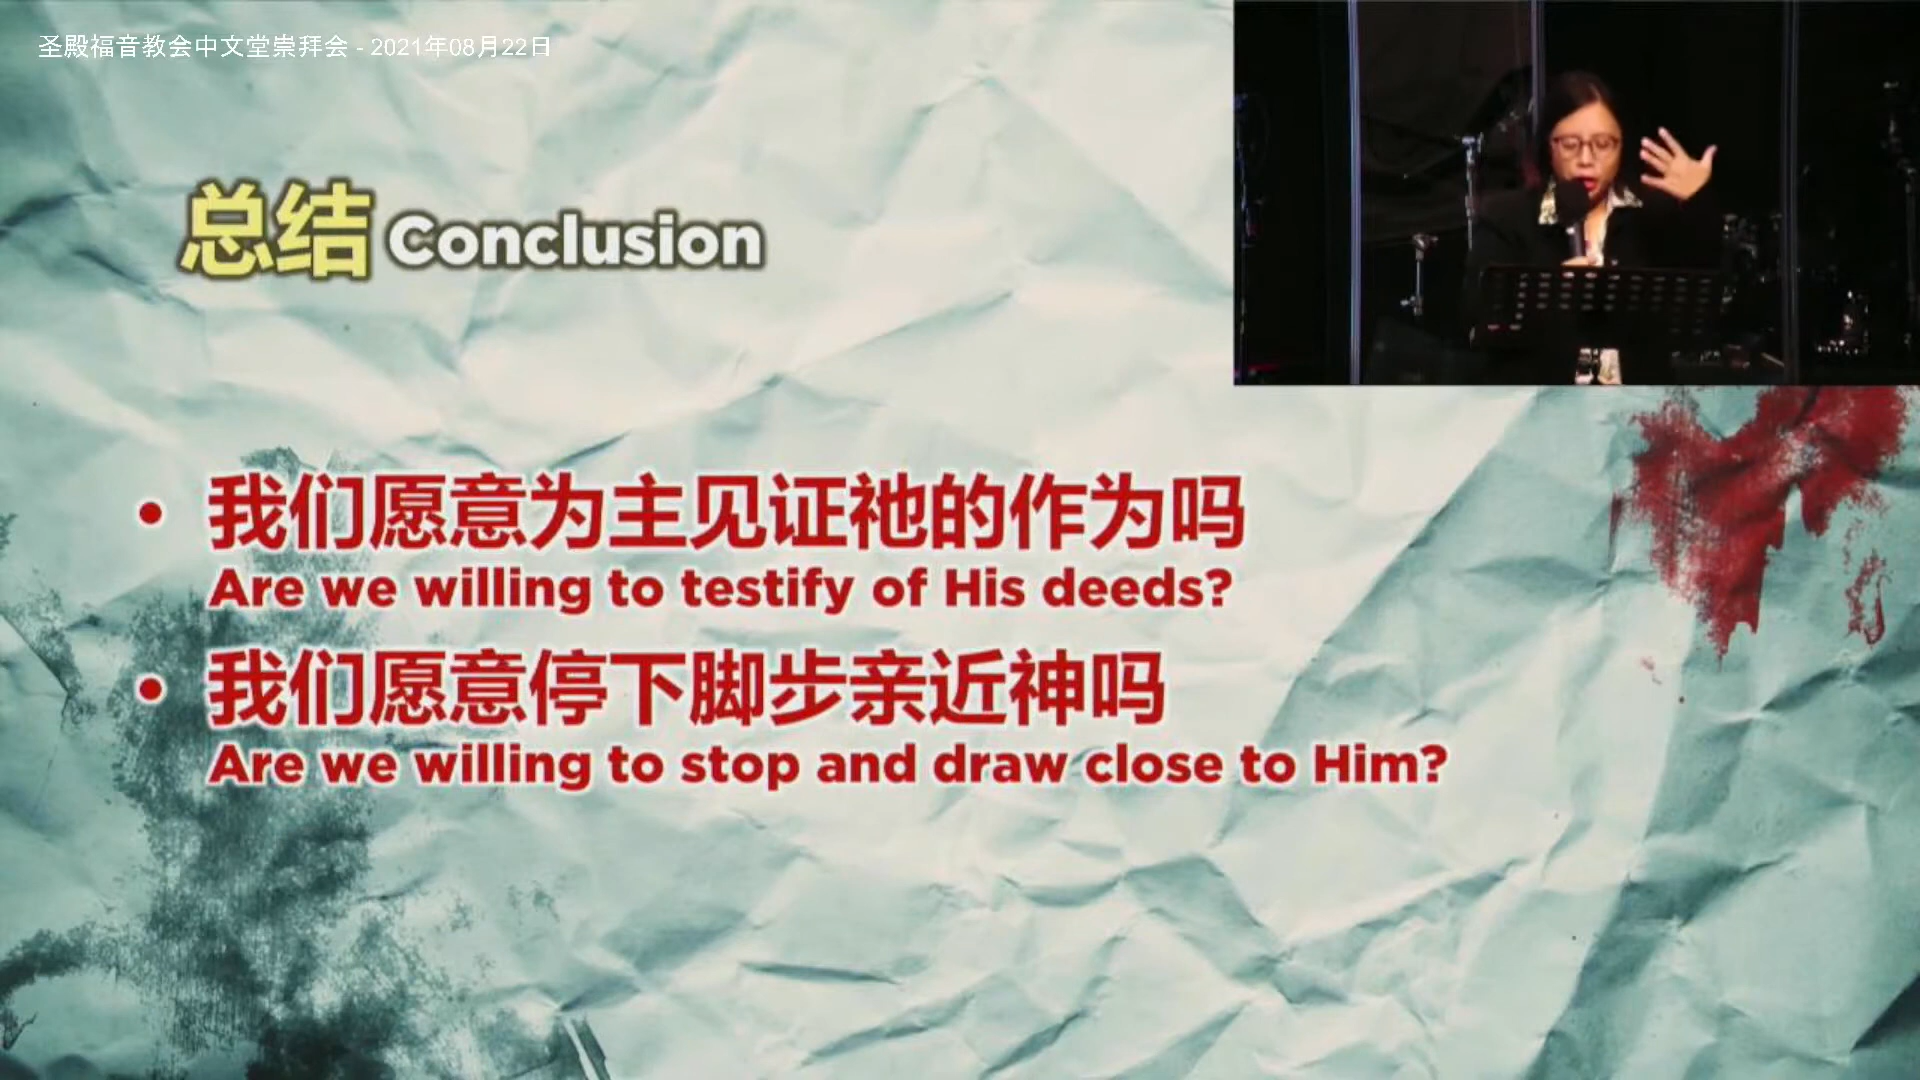 圣殿福音教会中文堂崇拜会 - 2021年08月22日
总结 Conclusion
• 我们愿意为主见证祂的作为吗
Are we willing to testify of His deeds?
• 我们愿意停下脚步亲近神吗
Are we willing to stop and draw close to Him?